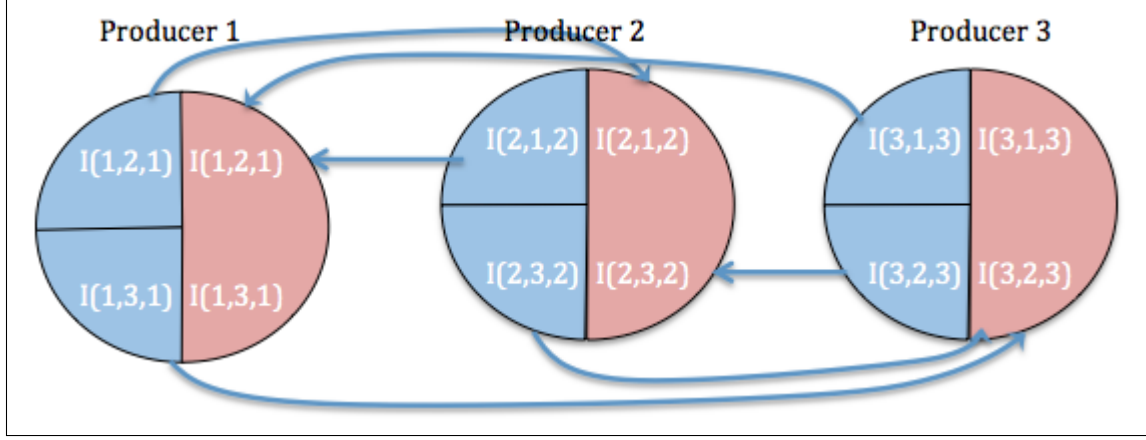 Producer 1 Producer 2 Producer 3
I(1,2,1) I(1,2,1) I(2,1,2) I(2,1,2) I(3,1,3) I(3,1,3)
I(1,3,1) I(1,3,1) I(2,3,2) I(2,3,2) I(3,2,3) I(3,2,3)